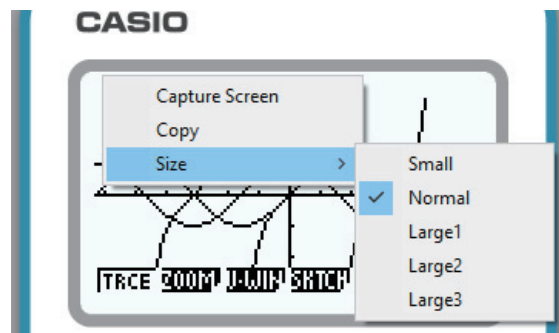 CASIO
Capture Screen
Copy
Size
Small
Normal
Large1
Large2
Large3
TRCE ZOOM V-WIN SKTCH